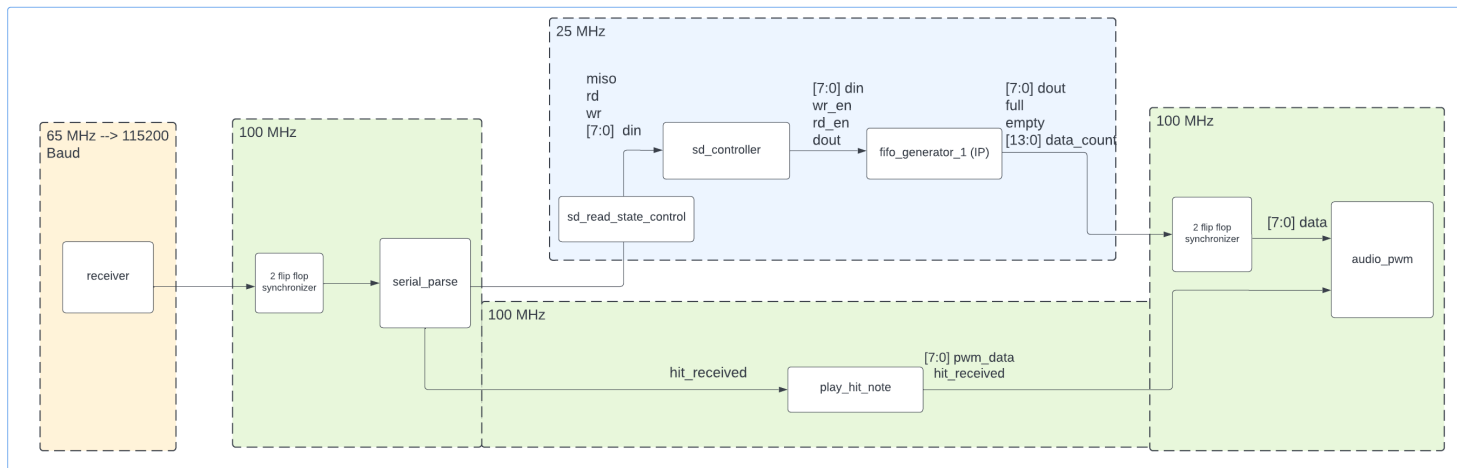 65 MHz --> 115200
Baud
receiver
100 MHz
2 flip flop
synchronizer
serial_parse
25 MHz
miso
rd
wr
[7:0]  din
sd_read_state_control
sd_controller
[7:0] din
wr_en
rd_en
dout
fifo_generator_1 (IP)
[7:0] dout
full
empty
[13:0] data_count
100 MHz
hit_received
play_hit_note
[7:0] pwm_data
hit_received
100 MHz
2 flip flop
synchronizer
[7:0] data
audio_pwm